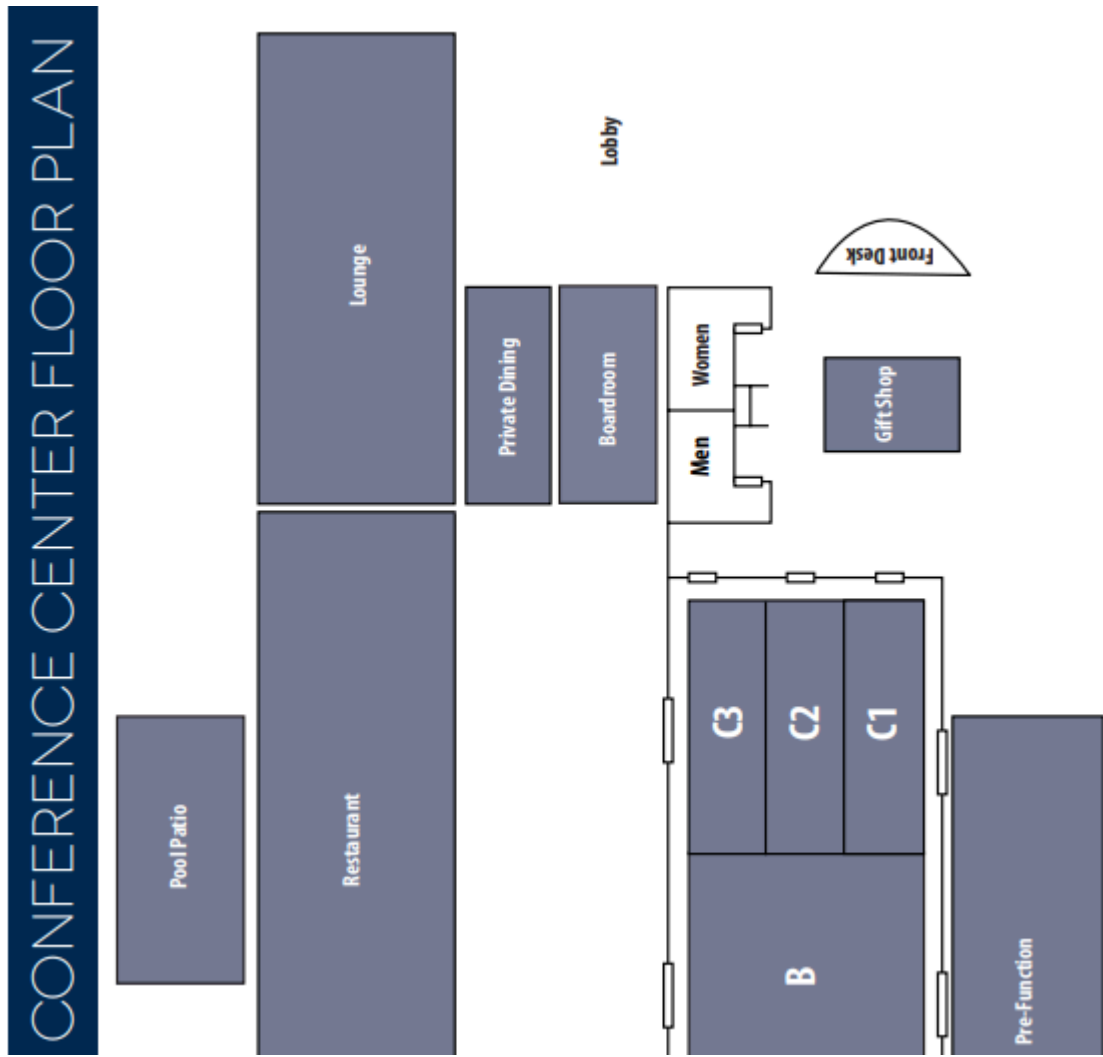 CONFERENCE CENTER FLOOR PLAN
Lobby
Lounge
Front Desk
Private Dining
Boardroom
Women
Men
Gift Shop
Pool Patio
Restaurant
C3
C2
C1
B
Pre-Function